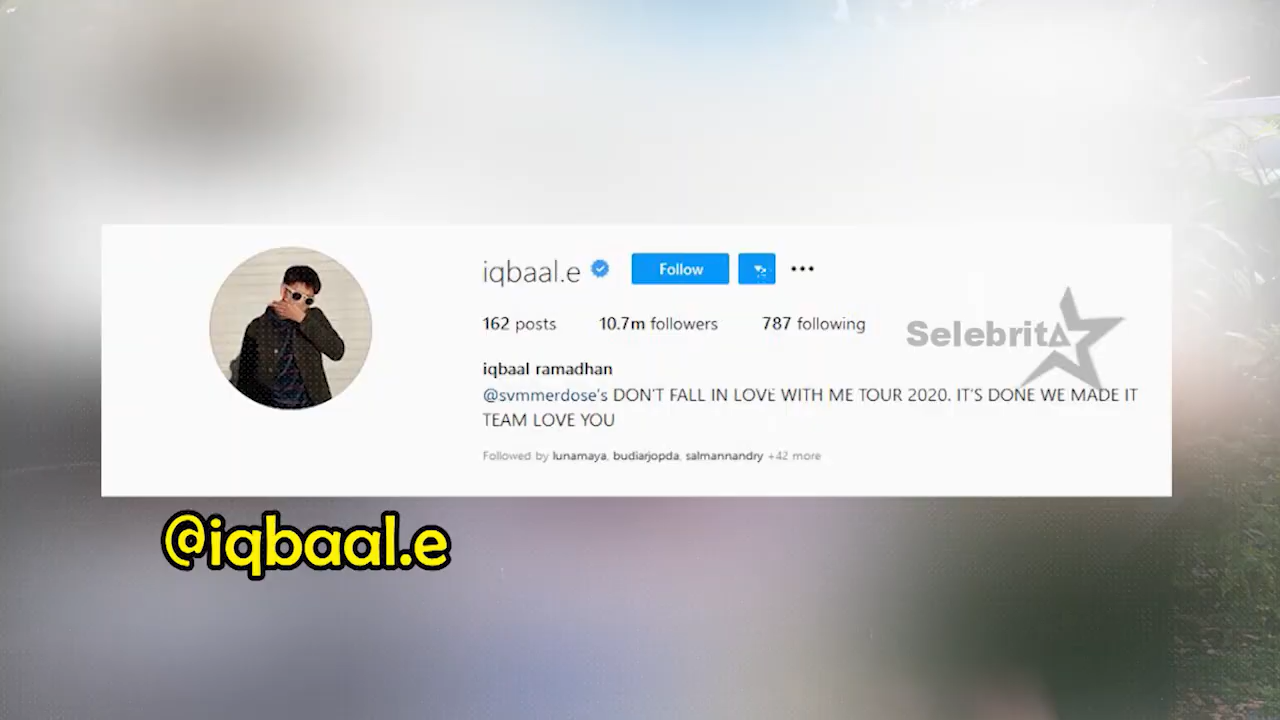 iqbaal.e
Follow
162 posts 10.7m followers 787 following
Selebrita
iqbaal ramadhan
@svmmerdose's DON'T FALL IN LOVE WITH ME TOUR 2020. IT'S DONE WE MADE IT
TEAM LOVE YOU
Followed by lunamaya, budiarjopda, salmannandry +42 more
@iqbaal.e